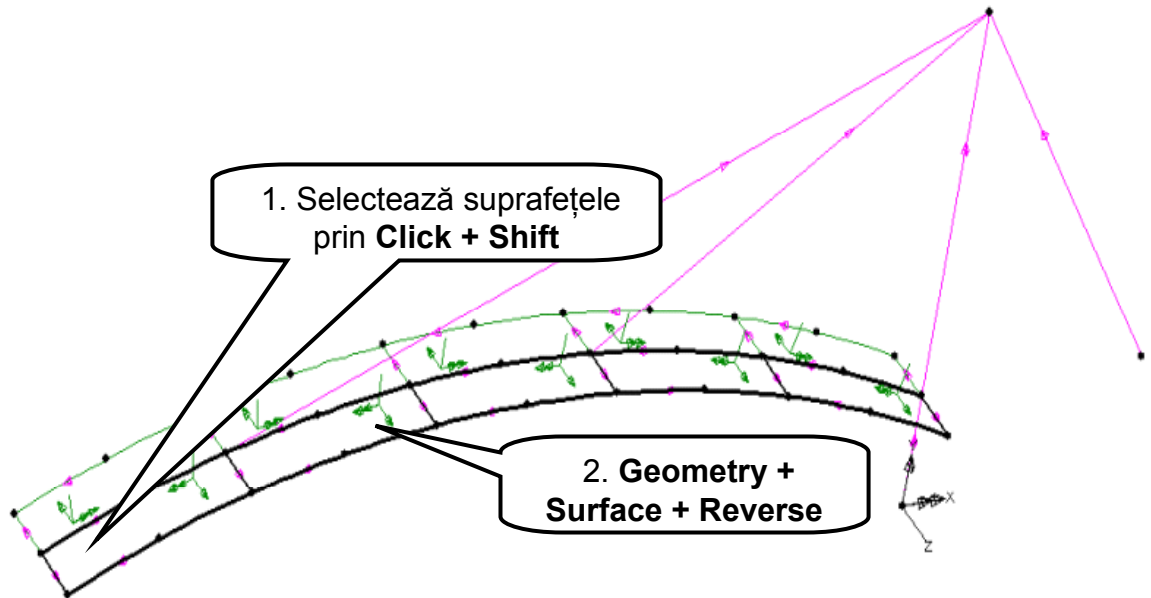 1. Selectează suprafețele
prin Click + Shift
2. Geometry +
Surface + Reverse
X
Z